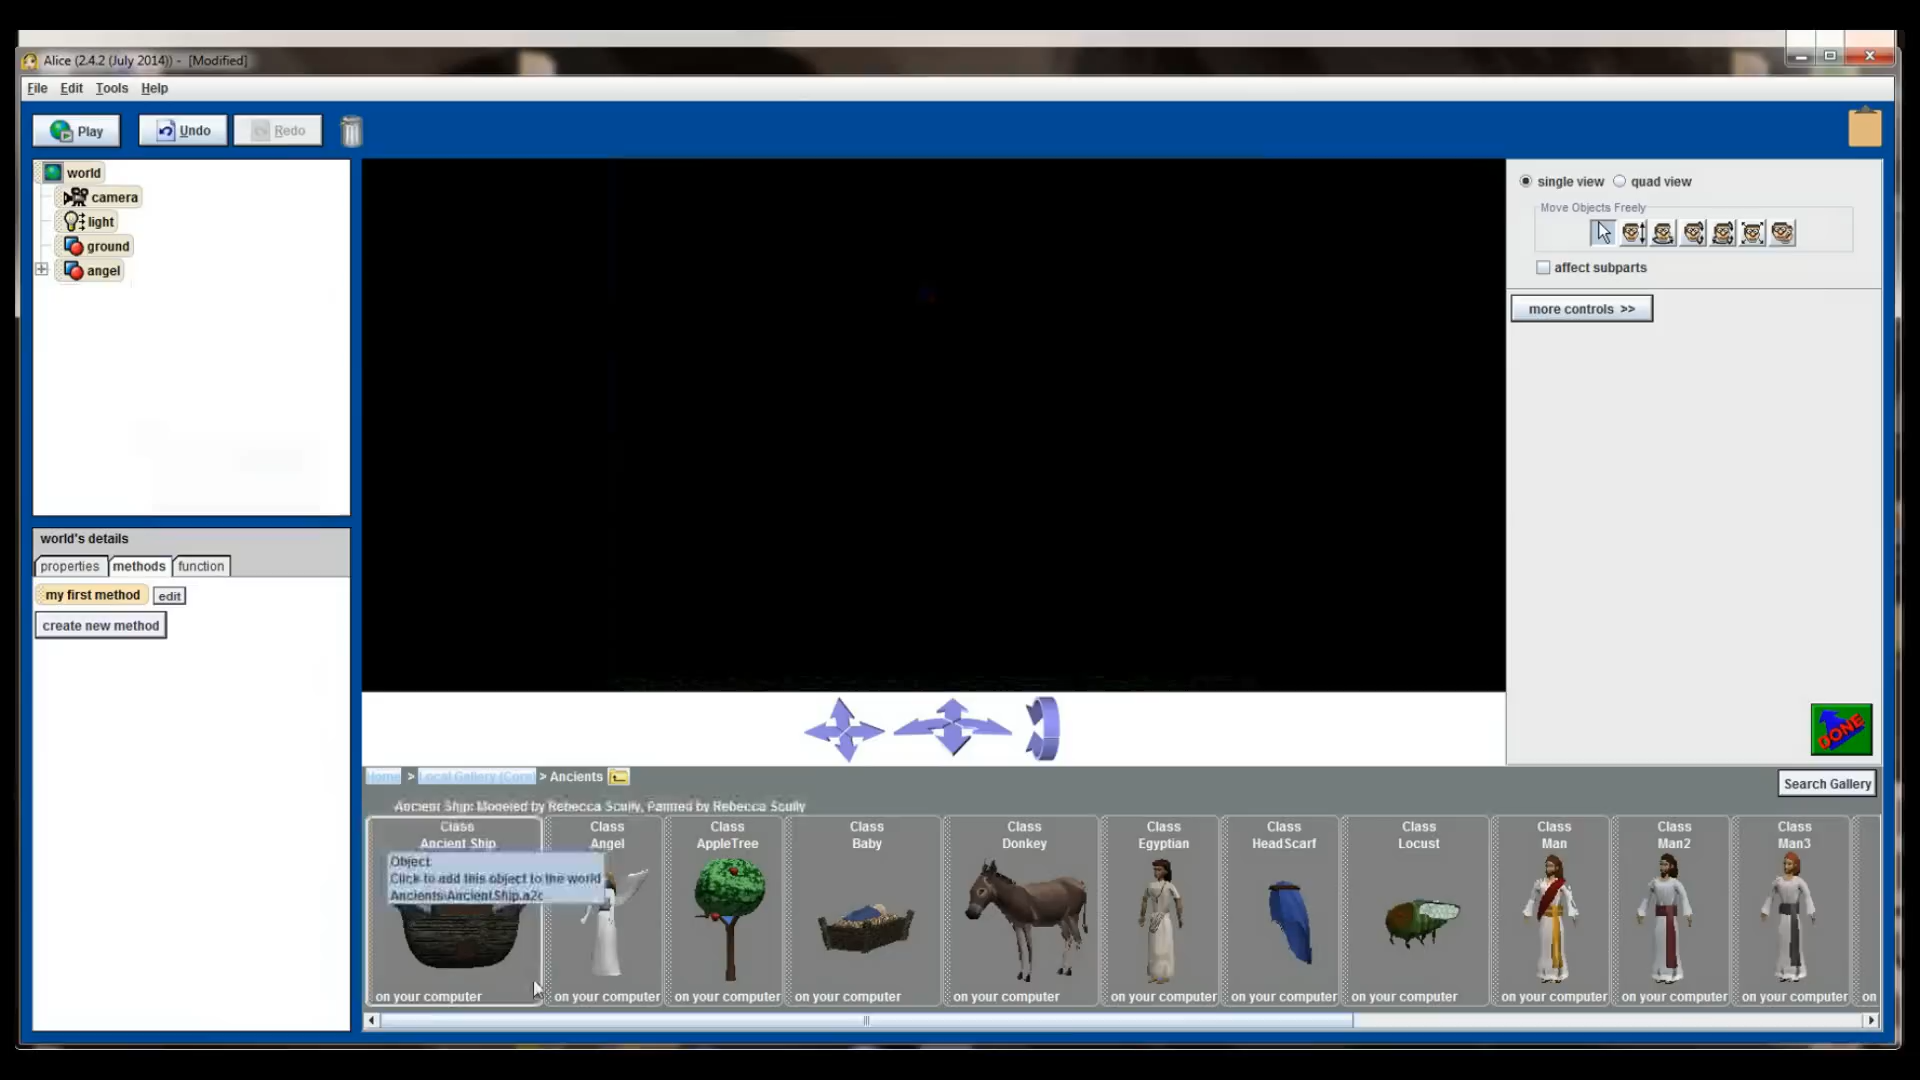 Alice (2.4.2 (July 2014)) - [Modified]
File Edit Tools Help
Play Undo Redo
world
camera
light
ground
angel
single view quad view
Move Objects Freely
affect subparts
more controls >>
DONE
world's details
properties methods function
my first method edit
create new method
Home > Local Gallery (Core) > Ancients
Search Gallery
Ancient Ship: Modeled by Rebecca Scully, Painted by Rebecca Scully
Class Class Class Class Class Class Class Class Class Class Class
Ancient Ship Angel AppleTree Baby Donkey Egyptian HeadScarf Locust Man Man2 Man3
Object
Click to add this object to the world
Ancients\AncientShip.a2c
on your computer on your computer on your computer on your computer on your computer on your computer on your computer on your computer on your computer on your computer on your computer on